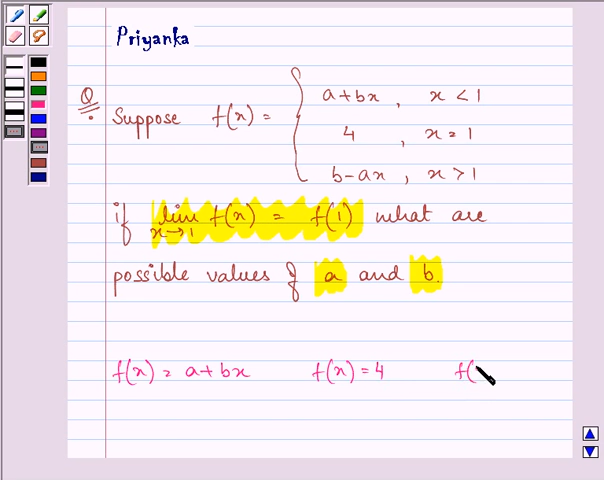 Priyanka
Q Suppose f(x) = { a+bx , x < 1
4 , x = 1
b-ax , x > 1
if lim x→1 f(x) = f(1) what are
possible values of a and b.
f(x) = a+bx f(x) = 4 f(